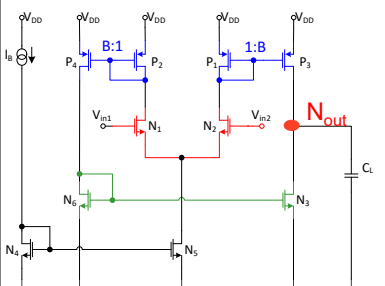 VDD VDD VDD VDD VDD
IB B:1 1:B
P4 P2 P1 P3
Vin1 Vin2 Nout
N1 N2
CL
N6 N3
N4 N5